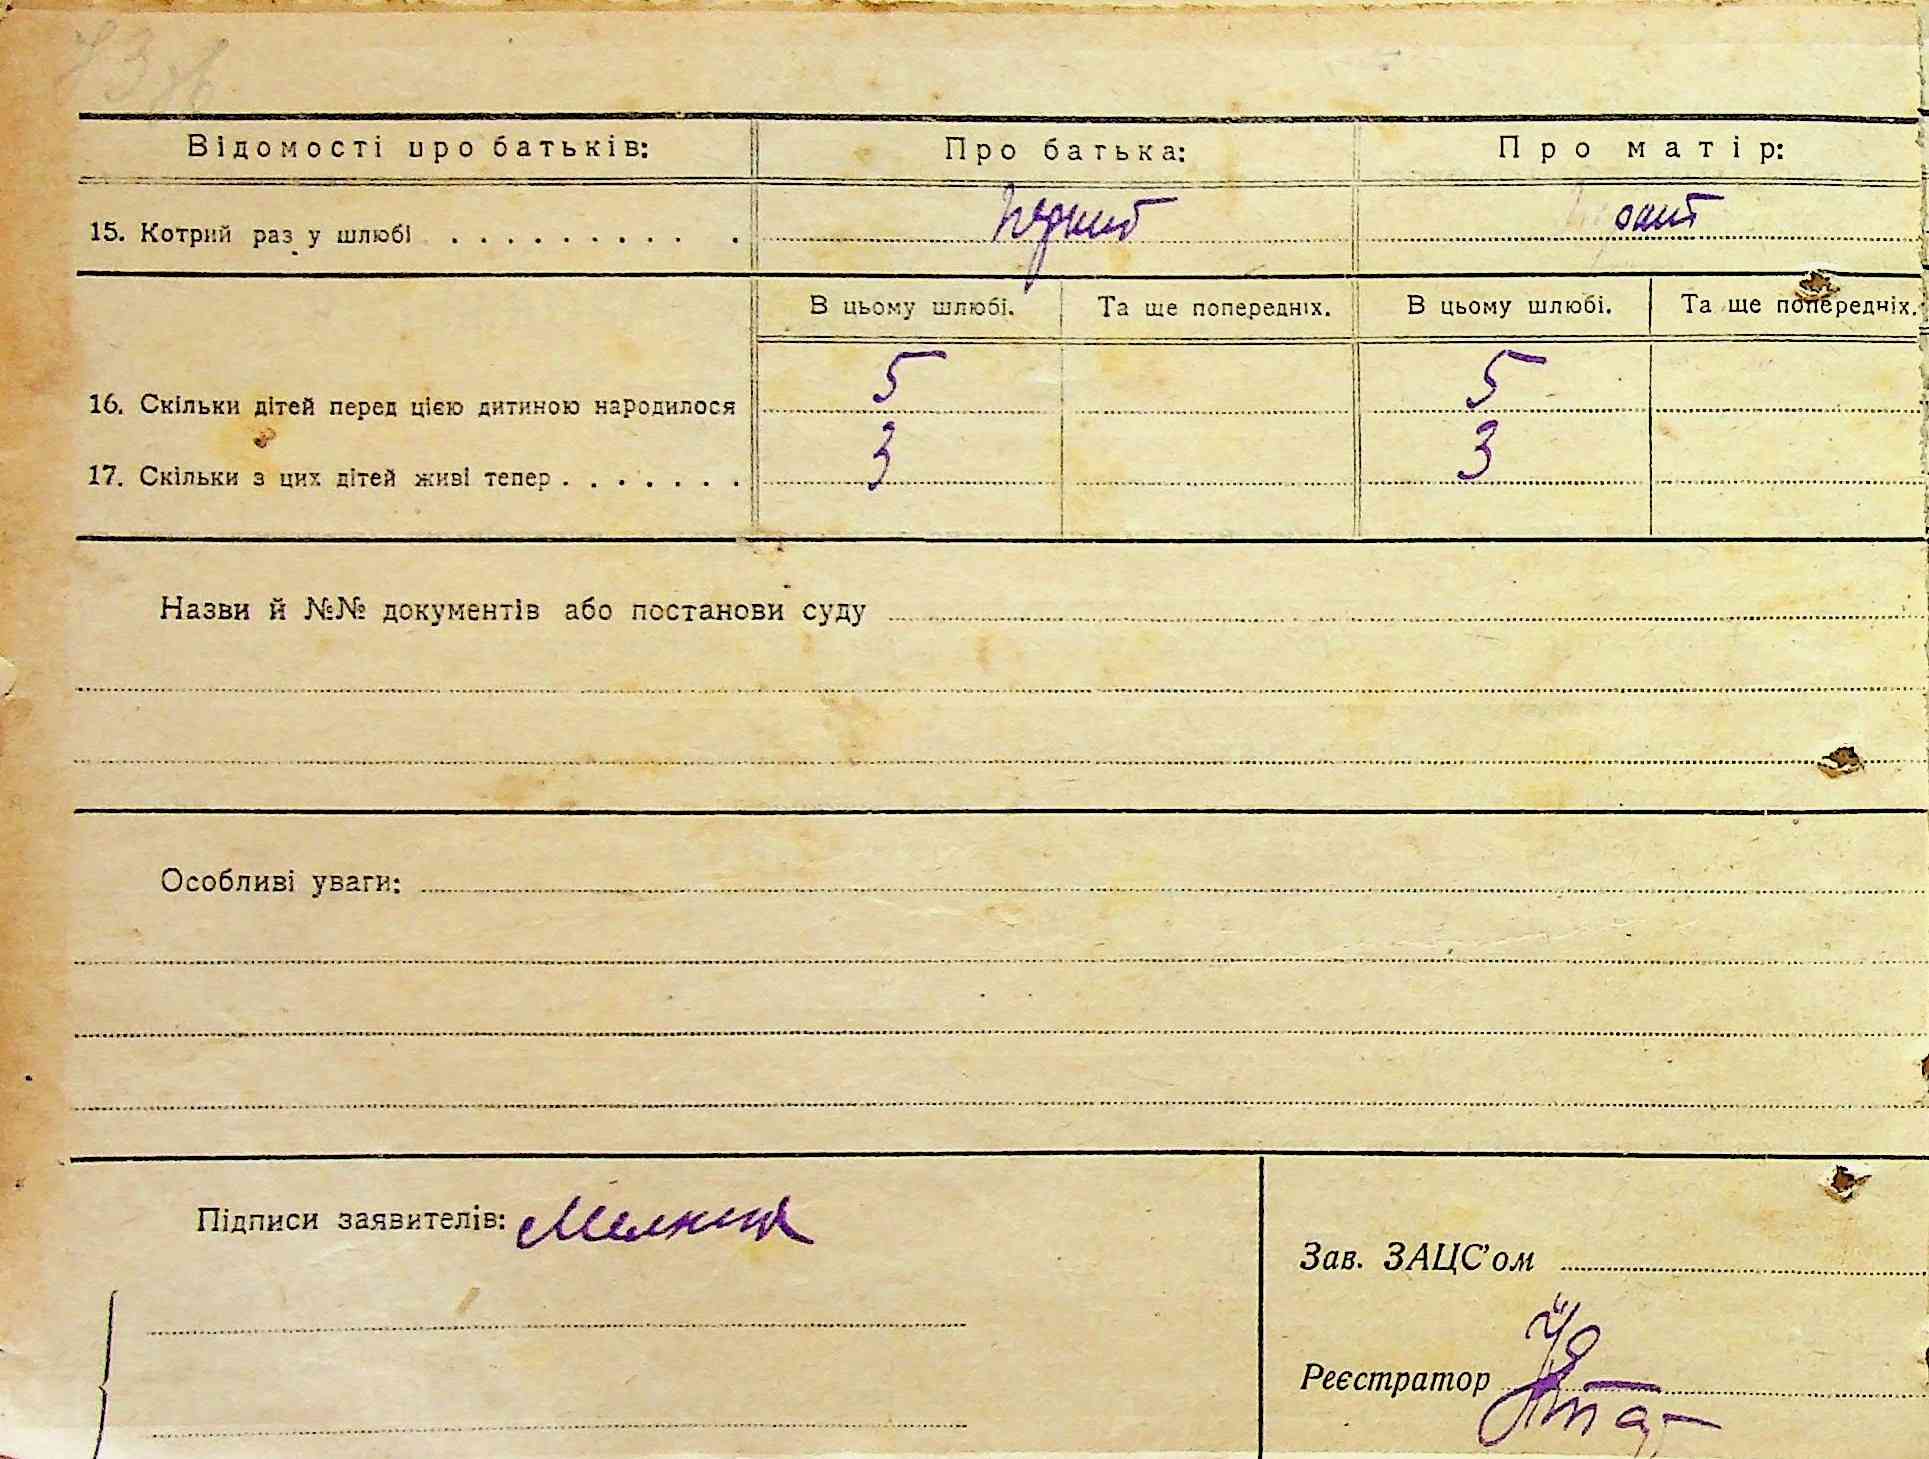 Відомості про батьків: Про батька: Про матір:
15. Котрий раз у шлюбі . . . . . . . . . . перший
В цьому шлюбі. Та ще попередніх. В цьому шлюбі. Та ще попередніх.
16. Скільки дітей перед цією дитиною народилося 5 5
17. Скільки з цих дітей живі тепер . . . . . . . 3 3
Назви й №№ документів або постанови суду
Особливі уваги:
Підписи заявителів: Мелник
Зав. ЗАЦС’ом
Реєстратор